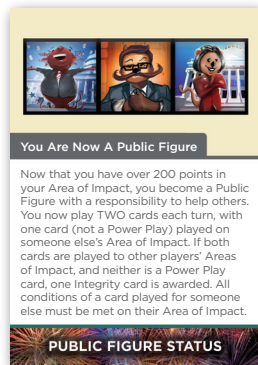 You Are Now A Public Figure
Now that you have over 200 points in
your Area of Impact, you become a Public
Figure with a responsibility to help others.
You now play TWO cards each turn, with
one card (not a Power Play) played on
someone else's Area of Impact. If both
cards are played to other players' Areas
of Impact, and neither is a Power Play
card, one Integrity card is awarded. All
conditions of a card played for someone
else must be met on their Area of Impact.
PUBLIC FIGURE STATUS